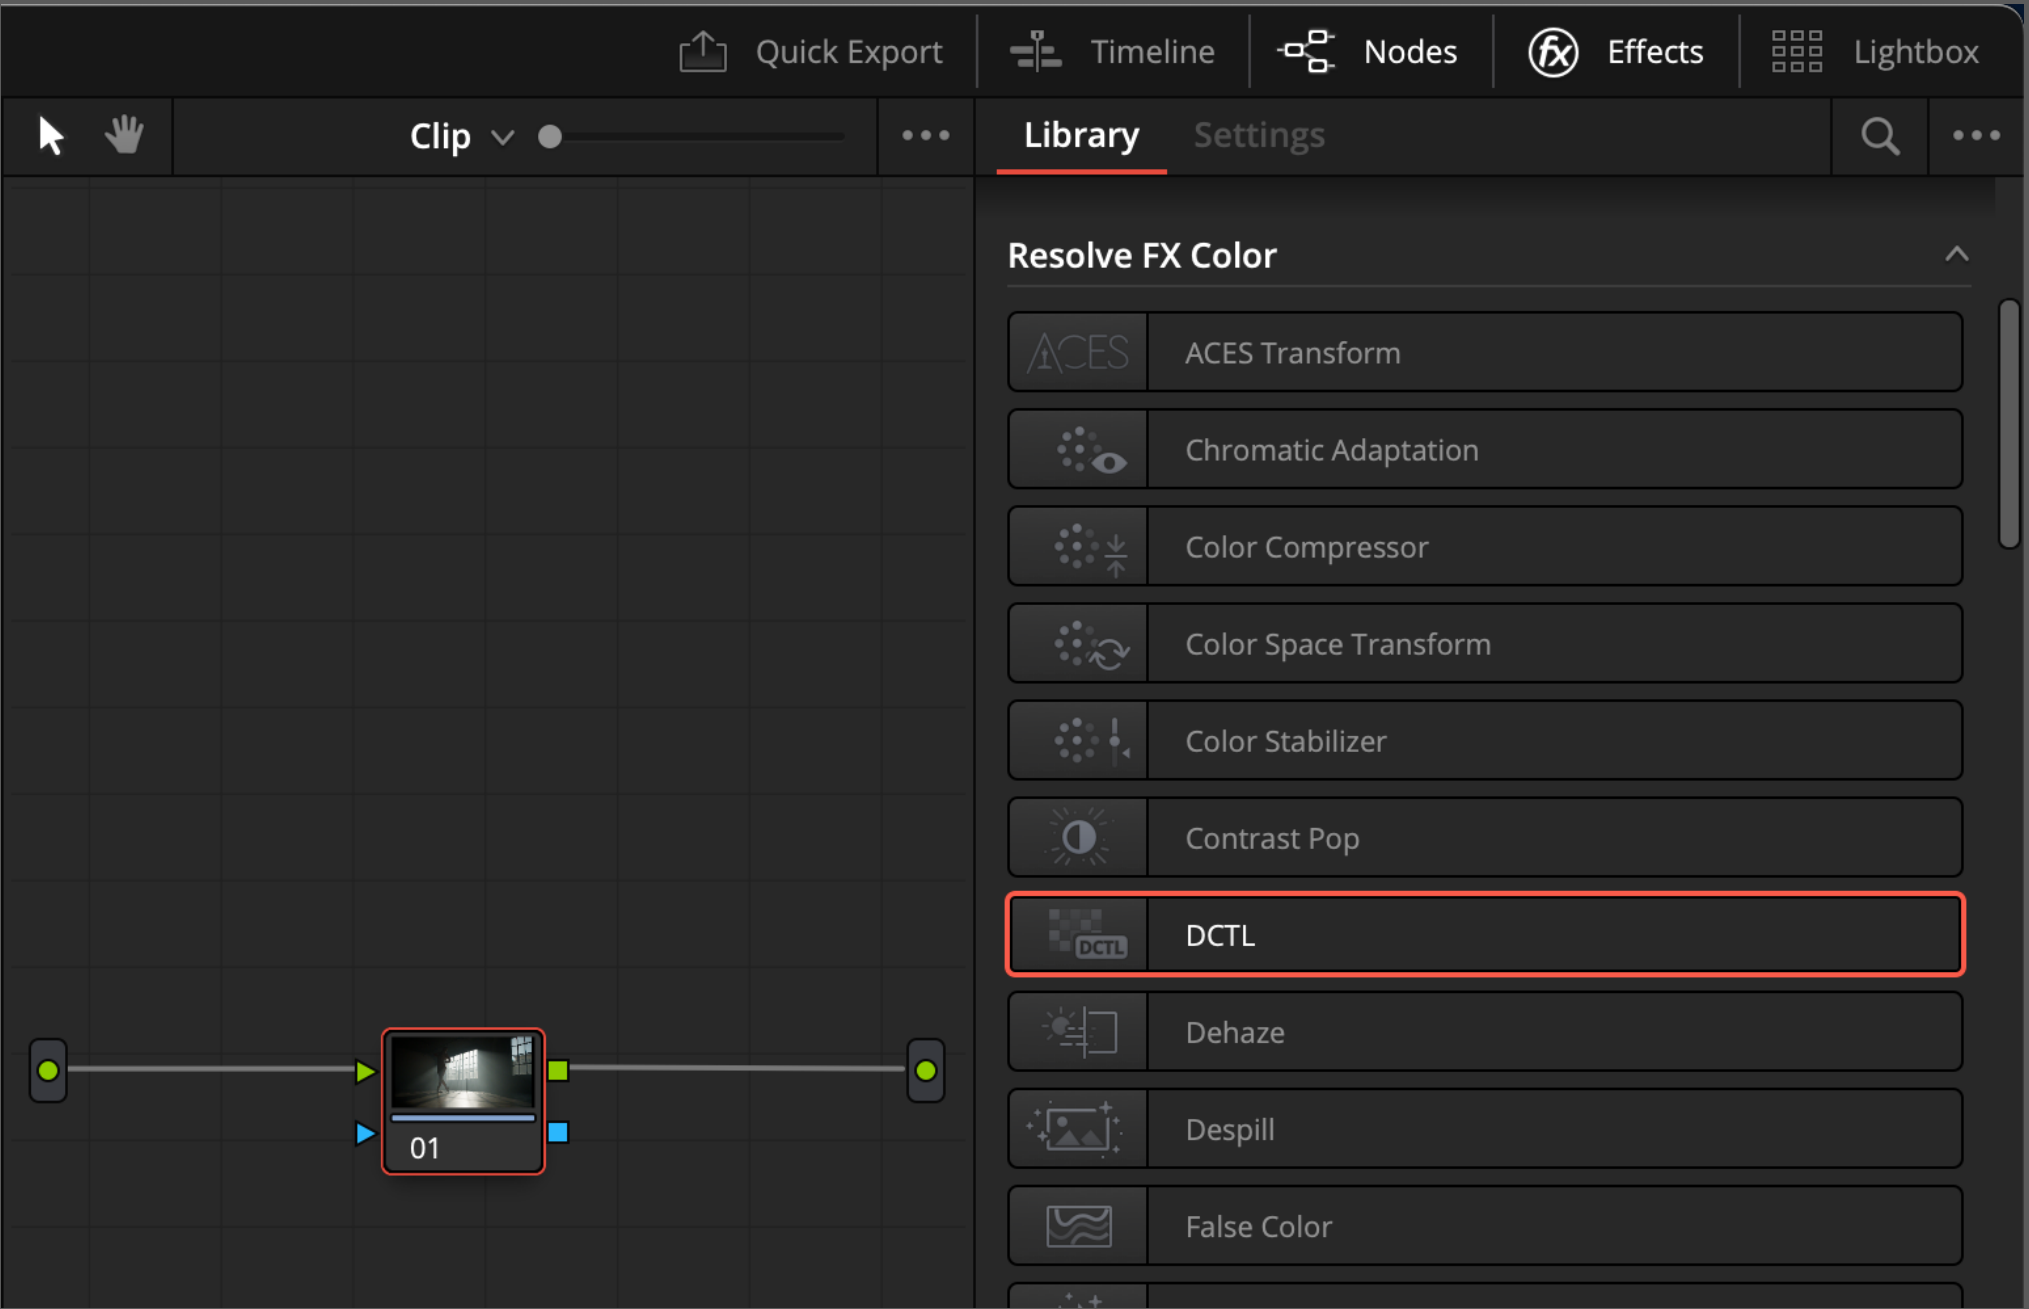 Quick Export
Timeline
Nodes
fx
Effects
Lightbox
Clip
Library
Settings
Resolve FX Color
ACES
ACES Transform
Chromatic Adaptation
Color Compressor
Color Space Transform
Color Stabilizer
Contrast Pop
DCTL
DCTL
Dehaze
Despill
False Color
01